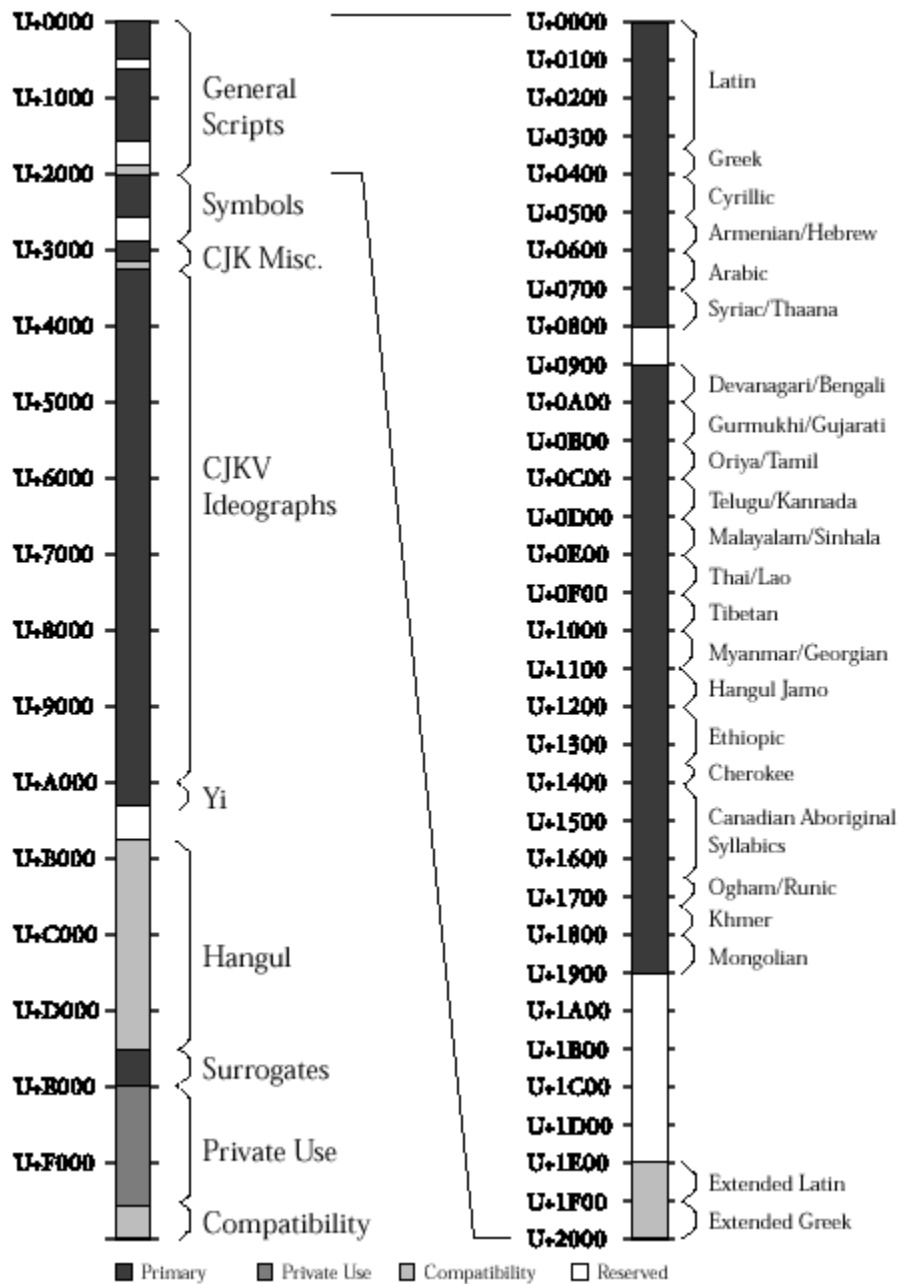 U+0000
U+1000
U+2000
U+3000
U+4000
U+5000
U+6000
U+7000
U+8000
U+9000
U+A000
U+B000
U+C000
U+D000
U+E000
U+F000
General
Scripts
Symbols
CJK Misc.
CJKV
Ideographs
Yi
Hangul
Surrogates
Private Use
Compatibility
U+0000
U+0100
U+0200
U+0300
U+0400
U+0500
U+0600
U+0700
U+0800
U+0900
U+0A00
U+0B00
U+0C00
U+0D00
U+0E00
U+0F00
U+1000
U+1100
U+1200
U+1300
U+1400
U+1500
U+1600
U+1700
U+1800
U+1900
U+1A00
U+1B00
U+1C00
U+1D00
U+1E00
U+1F00
U+2000
Latin
Greek
Cyrillic
Armenian/Hebrew
Arabic
Syriac/Thaana
Devanagari/Bengali
Gurmukhi/Gujarati
Oriya/Tamil
Telugu/Kannada
Malayalam/Sinhala
Thai/Lao
Tibetan
Myanmar/Georgian
Hangul Jamo
Ethiopic
Cherokee
Canadian Aboriginal
Syllabics
Ogham/Runic
Khmer
Mongolian
Extended Latin
Extended Greek
Primary
Private Use
Compatibility
Reserved